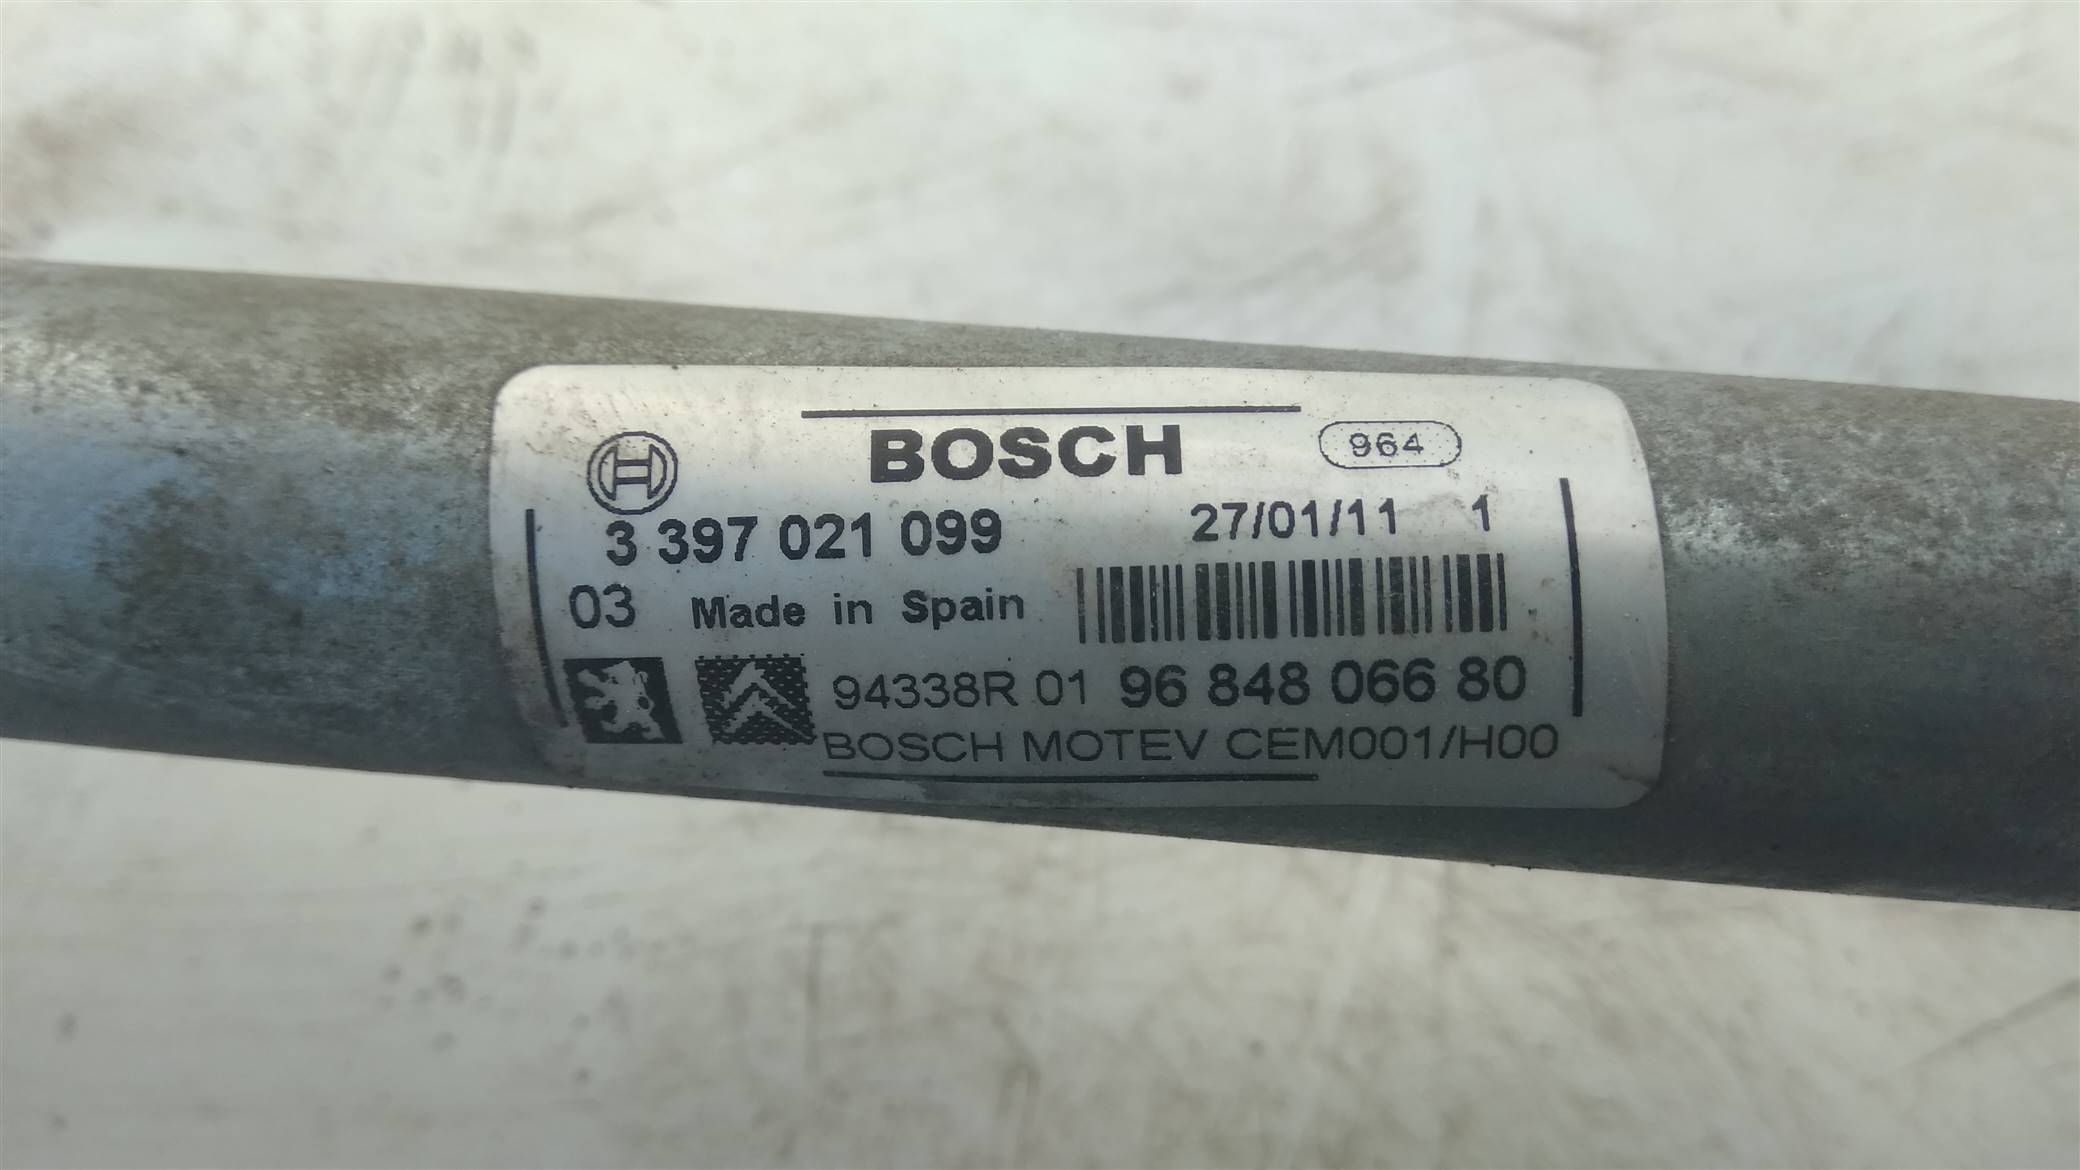 BOSCH 964
3 397 021 099 27/01/11 1
03 Made in Spain
94338R 01 96 848 066 80
BOSCH MOTEV CEM001/H00